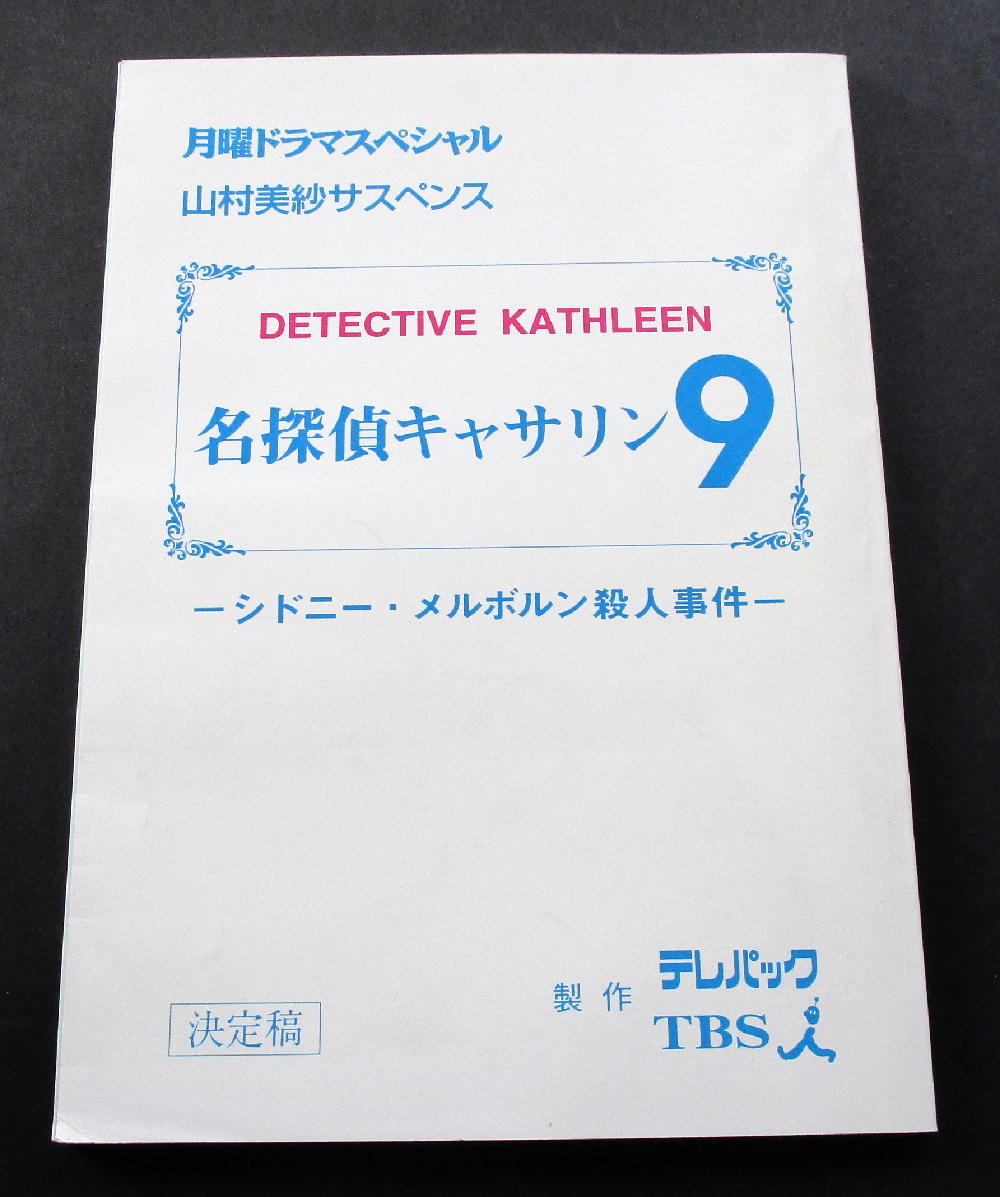 月曜ドラマスペシャル
山村美紗サスペンス
DETECTIVE KATHLEEN
名探偵キャサリン9
―シドニー・メルボルン殺人事件―
製作 テレパック
TBS
決定稿